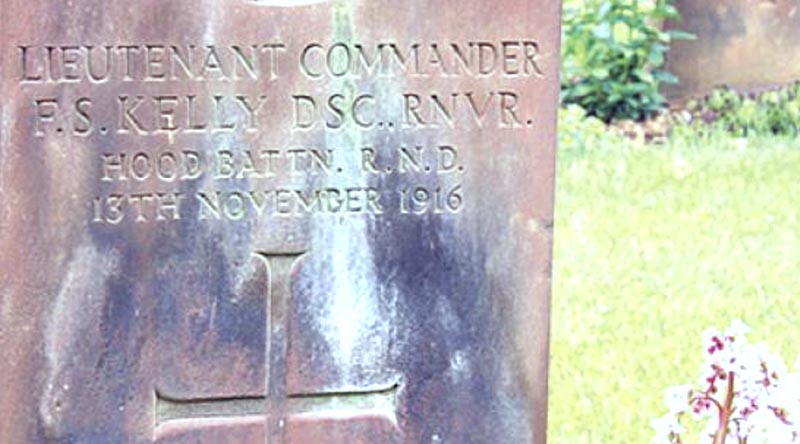 LIEUTENANT COMMANDER
F.S. KELLY DSC., RNVR.
HOOD BATTN. R.N.D.
13TH NOVEMBER 1916